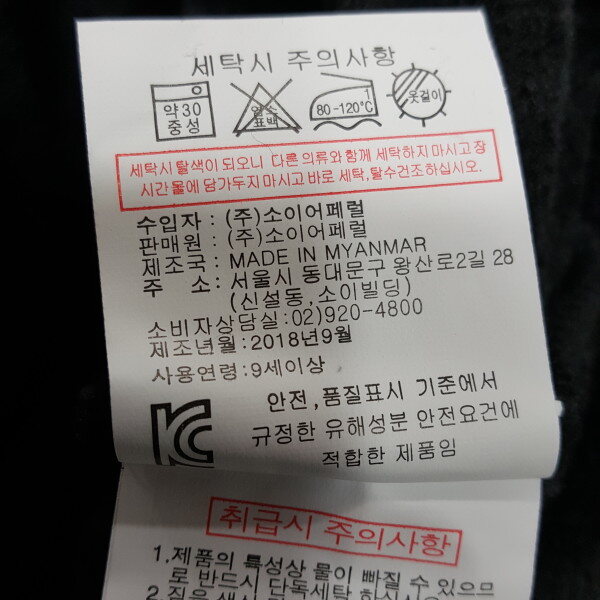 세탁시 주의사항
약30
중성
염소
표백
1
80-120°C
옷걸이
세탁시 탈색이 되오니 다른 의류와 함께 세탁하지 마시고 장
시간 물에 담가두지 마시고 바로 세탁, 탈수건조하십시오.
수입자 : (주)소이어페럴
판매원 : (주)소이어페럴
제조국 : MADE IN MYANMAR
주 소 : 서울시 동대문구 왕산로2길 28
(신설동,소이빌딩)
소비자상담실:02)920-4800
제조년월:2018년9월
사용연령:9세이상
안전,품질표시 기준에서
규정한 유해성분 안전요건에
적합한 제품임
취급시 주의사항
1.제품의 특성상 물이 빠질 수 있으므
로 반드시 단독세탁